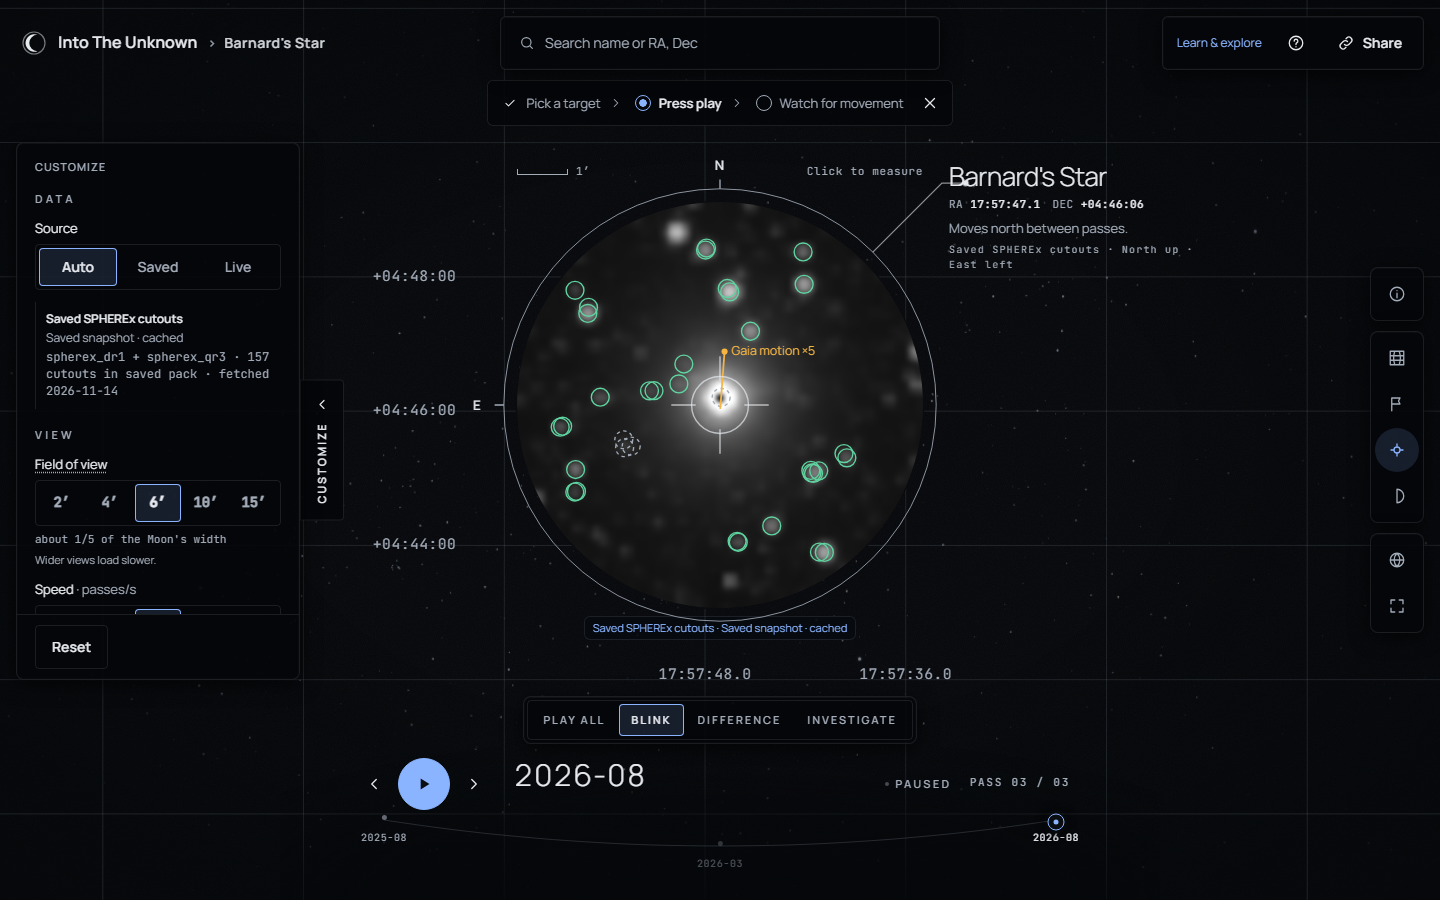 Into The Unknown › Barnard's Star
Search name or RA, Dec
Learn & explore
Share
Pick a target
Press play
Watch for movement
CUSTOMIZE
DATA
Source
Auto
Saved
Live
Saved SPHEREx cutouts
Saved snapshot · cached
spherex_dr1 + spherex_qr3 · 157
cutouts in saved pack · fetched
2026-11-14
VIEW
Field of view
2′
4′
6′
10′
15′
about 1/5 of the Moon's width
Wider views load slower.
Speed · passes/s
Reset
CUSTOMIZE
1′
N
Click to measure
E
+04:48:00
+04:46:00
+04:44:00
Gaia motion ×5
Barnard's Star
RA 17:57:47.1 DEC +04:46:06
Moves north between passes.
Saved SPHEREx cutouts · North up ·
East left
Saved SPHEREx cutouts · Saved snapshot · cached
17:57:48.0
17:57:36.0
PLAY ALL
BLINK
DIFFERENCE
INVESTIGATE
2026-08
PAUSED
PASS 03 / 03
2025-08
2026-03
2026-08